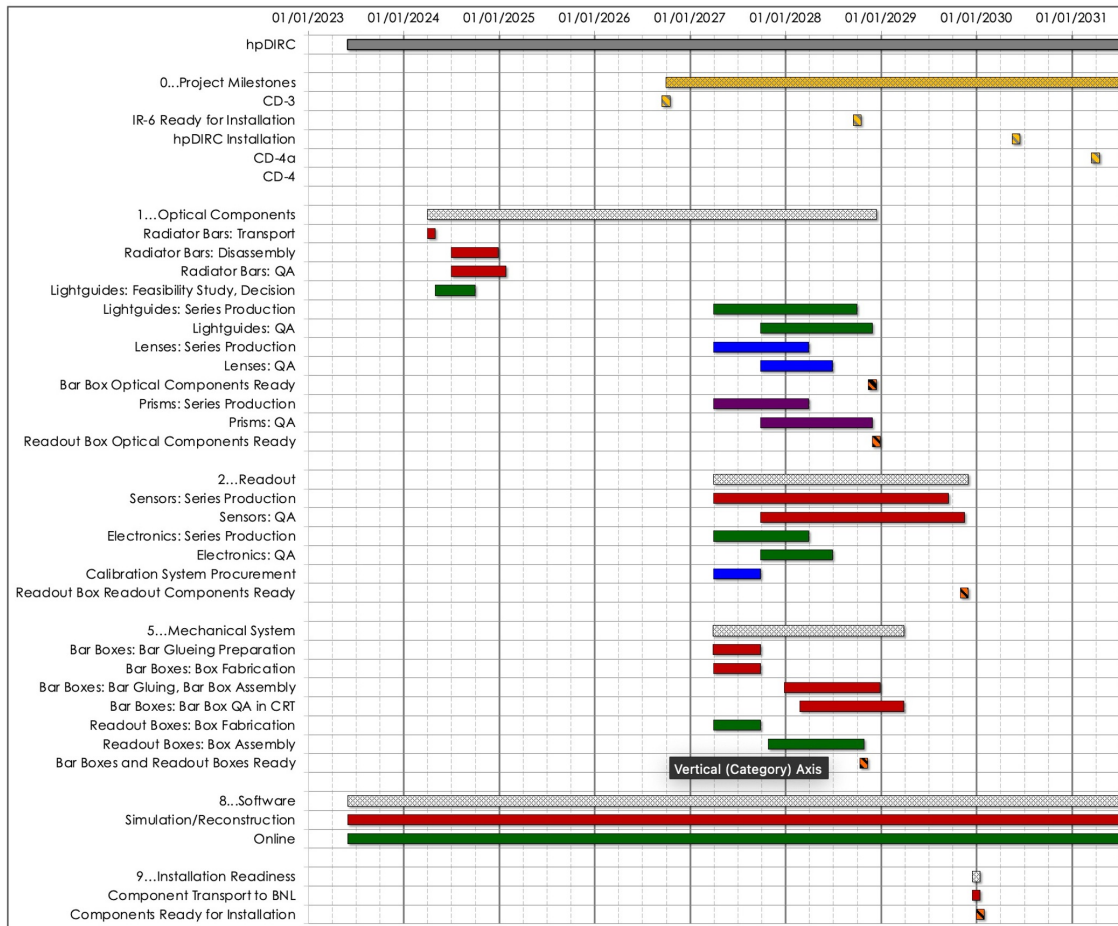 01/01/2023 01/01/2024 01/01/2025 01/01/2026 01/01/2027 01/01/2028 01/01/2029 01/01/2030 01/01/2031
hpDIRC
0...Project Milestones
CD-3
IR-6 Ready for Installation
hpDIRC Installation
CD-4a
CD-4
1...Optical Components
Radiator Bars: Transport
Radiator Bars: Disassembly
Radiator Bars: QA
Lightguides: Feasibility Study, Decision
Lightguides: Series Production
Lightguides: QA
Lenses: Series Production
Lenses: QA
Bar Box Optical Components Ready
Prisms: Series Production
Prisms: QA
Readout Box Optical Components Ready
2...Readout
Sensors: Series Production
Sensors: QA
Electronics: Series Production
Electronics: QA
Calibration System Procurement
Readout Box Readout Components Ready
5...Mechanical System
Bar Boxes: Bar Glueing Preparation
Bar Boxes: Box Fabrication
Bar Boxes: Bar Gluing, Bar Box Assembly
Bar Boxes: Bar Box QA in CRT
Readout Boxes: Box Fabrication
Readout Boxes: Box Assembly
Bar Boxes and Readout Boxes Ready
Vertical (Category) Axis
8...Software
Simulation/Reconstruction
Online
9...Installation Readiness
Component Transport to BNL
Components Ready for Installation